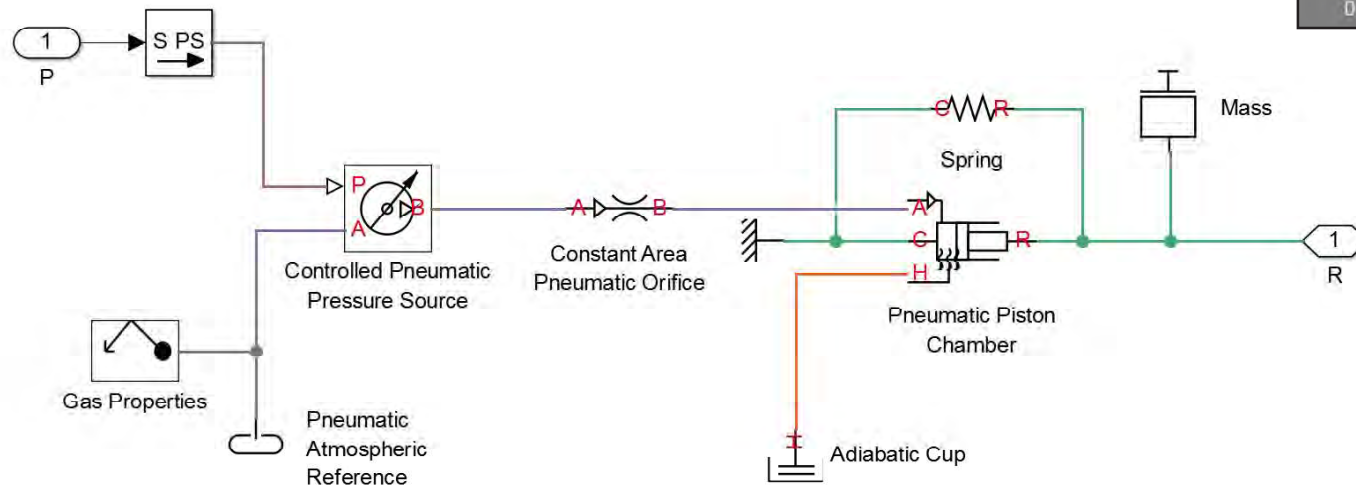 0
1
P
S PS
P
A
B
Controlled Pneumatic
Pressure Source
Gas Properties
Pneumatic
Atmospheric
Reference
A
B
Constant Area
Pneumatic Orifice
C
R
Spring
Mass
A
C
R
H
Pneumatic Piston
Chamber
1
R
I
Adiabatic Cup